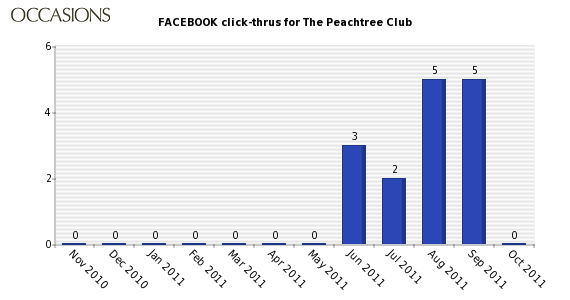 OCCASIONS
FACEBOOK click-thrus for The Peachtree Club
6
4
2
0
0 0 0 0 0 0 0 3 2 5 5 0
Nov 2010 Dec 2010 Jan 2011 Feb 2011 Mar 2011 Apr 2011 May 2011 Jun 2011 Jul 2011 Aug 2011 Sep 2011 Oct 2011